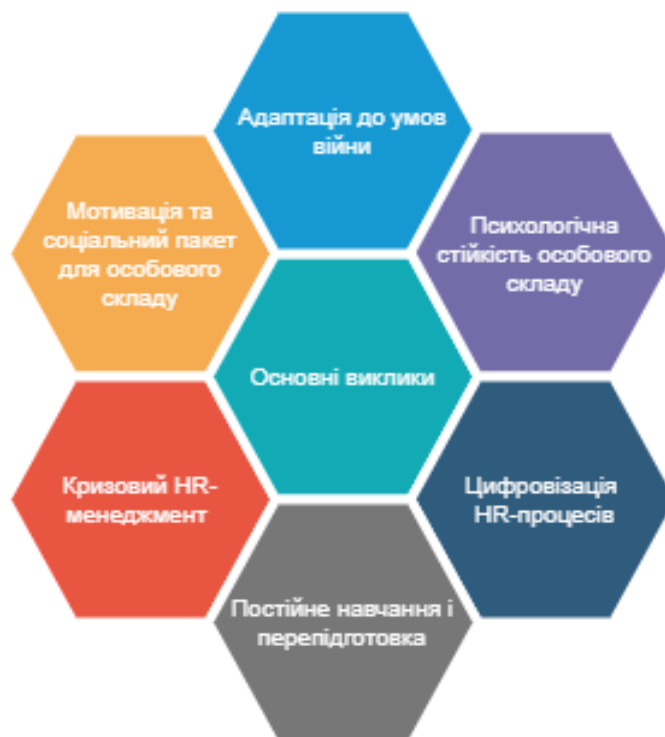 Адаптація до умов
війни
Мотивація та
соціальний пакет
для особового
складу
Психологічна
стійкість особового
складу
Основні виклики
Кризовий HR-
менеджмент
Цифровізація
HR-процесів
Постійне навчання і
перепідготовка